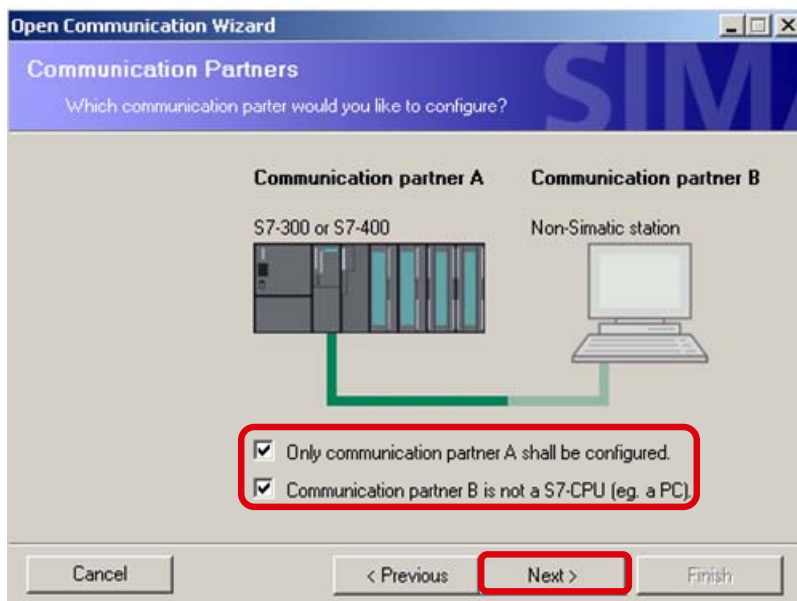 Open Communication Wizard
Communication Partners
Which communication parter would you like to configure?
SIMA
Communication partner A
Communication partner B
S7-300 or S7-400
Non-Simatic station
Only communication partner A shall be configured.
Communication partner B is not a S7-CPU (eg. a PC).
Cancel
< Previous
Next >
Finish